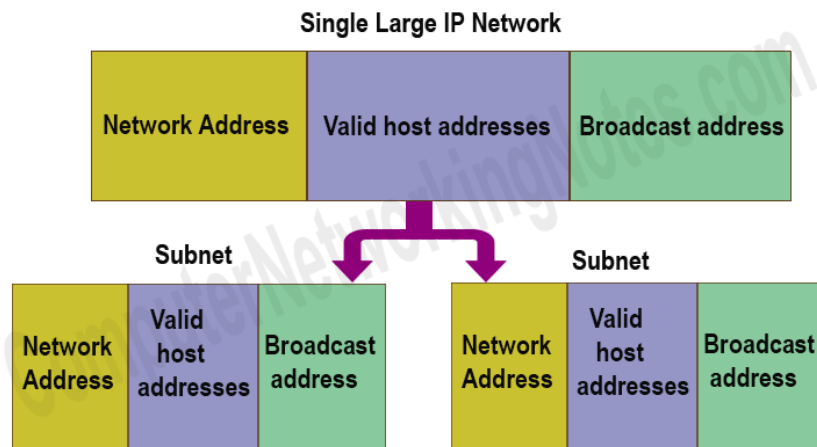 Single Large IP Network
Network Address
Valid host addresses
Broadcast address
Subnet
Network
Address
Valid
host
addresses
Broadcast
address
Subnet
Network
Address
Valid
host
addresses
Broadcast
address
ComputerNetworkingNotes.com